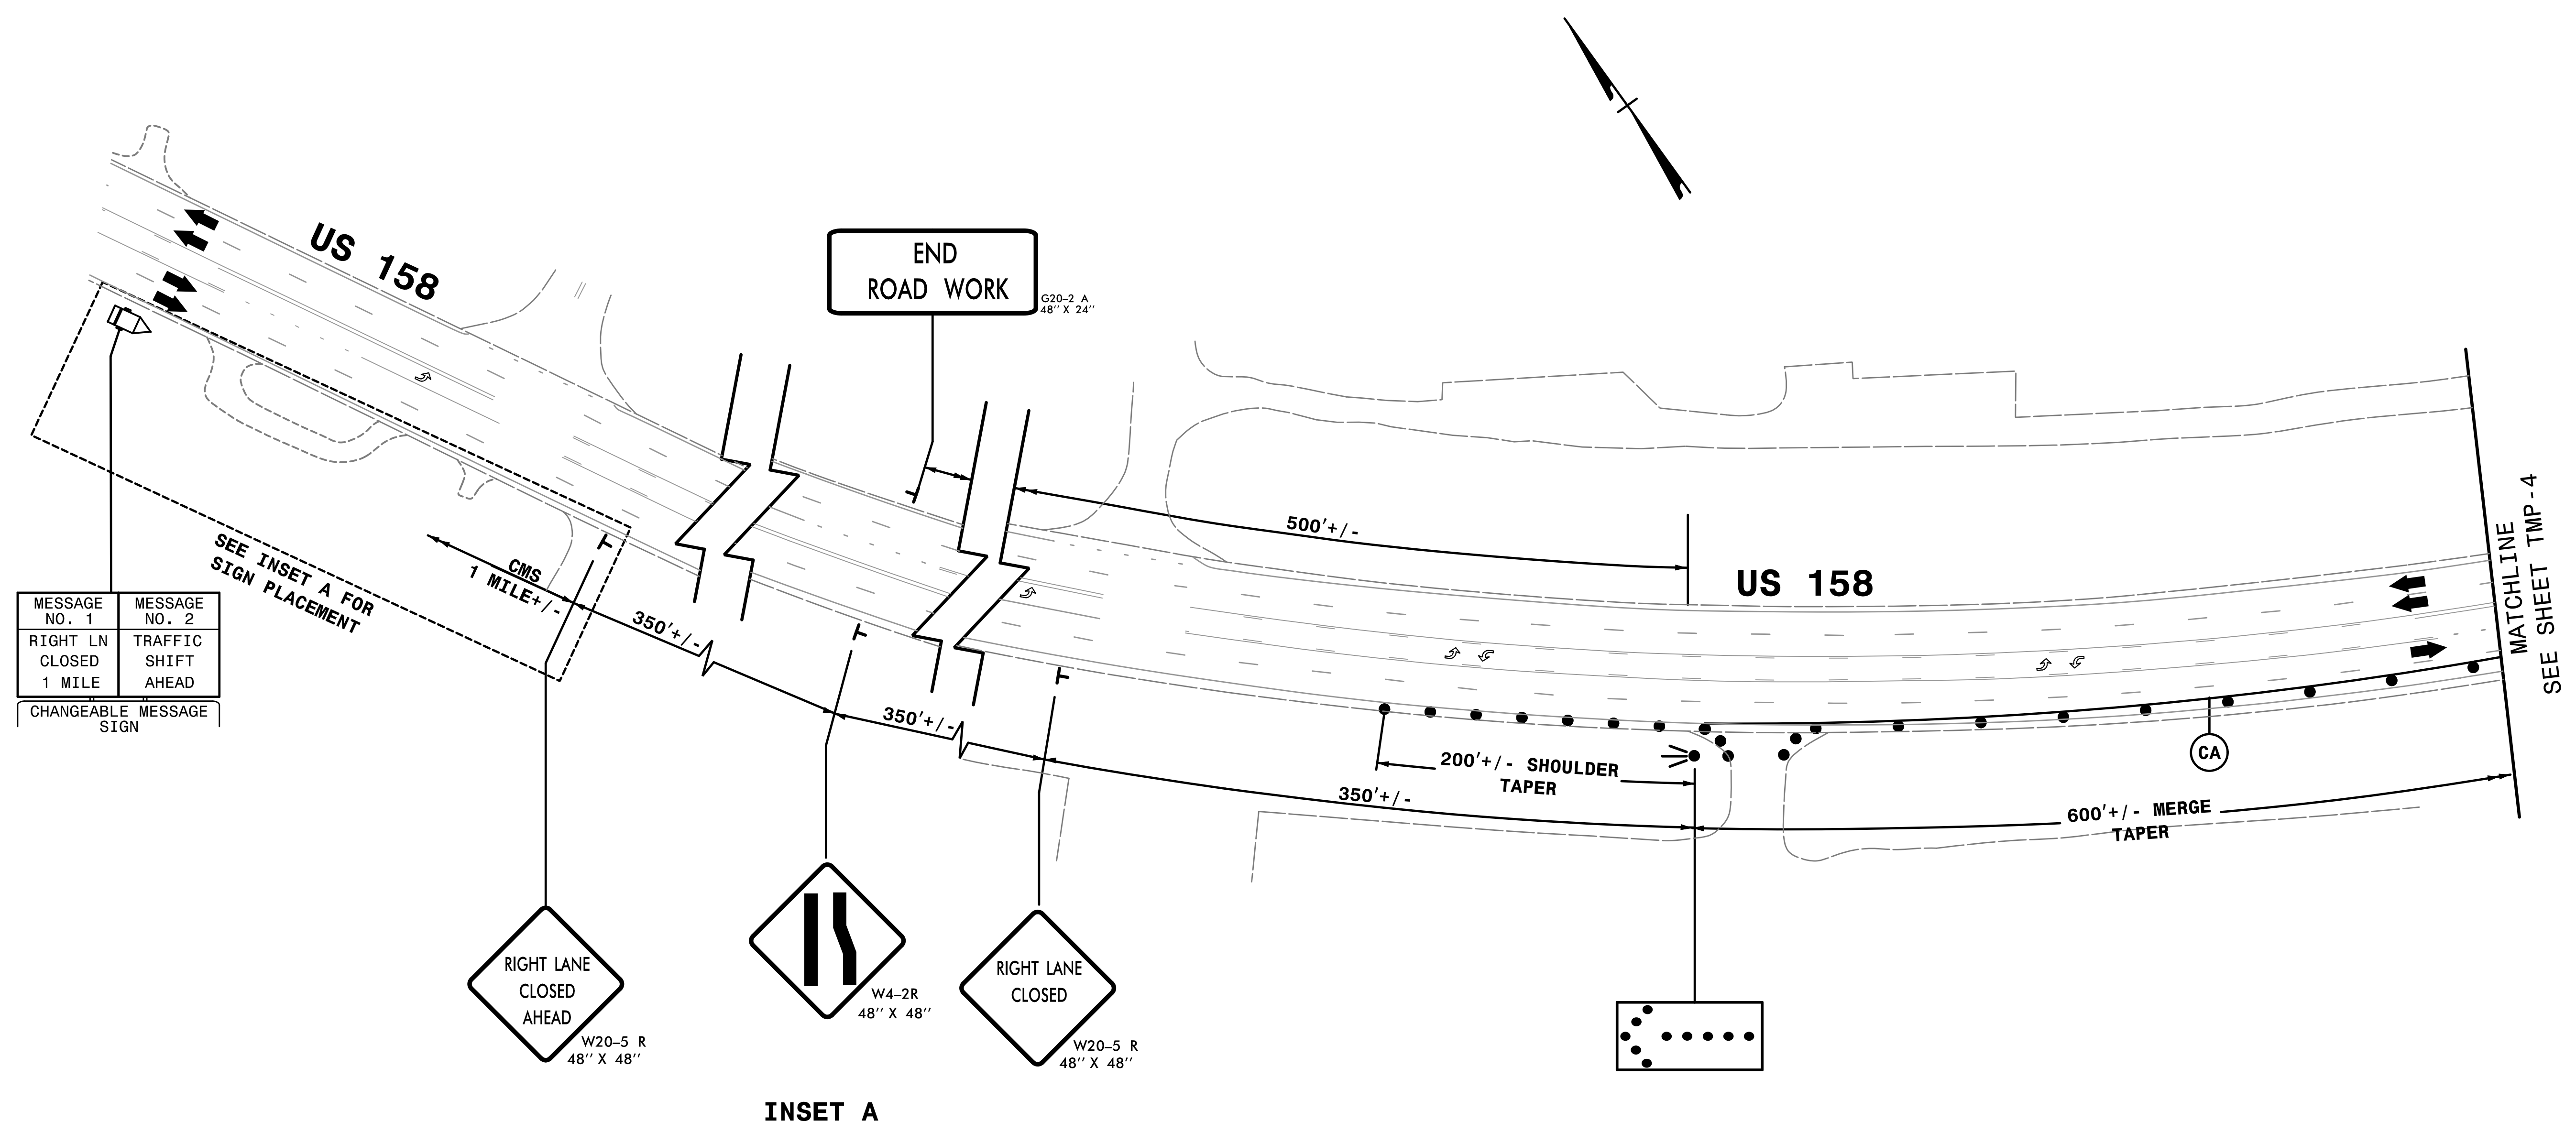 US 158
END
ROAD WORK
G20-2 A
48'' X 24''
500'+/-
US 158
MATCHLINE
SEE SHEET TMP-4
SEE INSET A FOR
SIGN PLACEMENT
CMS
1 MILE+/-
350'+/-
350'+/-
350'+/-
200'+/- SHOULDER
TAPER
600'+/- MERGE
TAPER
CA
MESSAGE NO. 1
MESSAGE NO. 2
RIGHT LN
CLOSED
1 MILE
TRAFFIC
SHIFT
AHEAD
CHANGEABLE MESSAGE
SIGN
RIGHT LANE
CLOSED
AHEAD
W20-5 R
48'' X 48''
W4-2R
48'' X 48''
RIGHT LANE
CLOSED
W20-5 R
48'' X 48''
INSET A